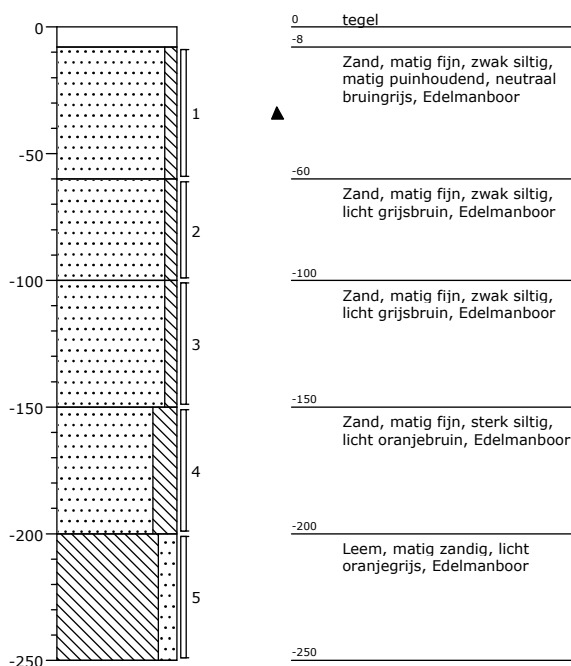 0
-50
-100
-150
-200
-250
1
2
3
4
5
0 tegel
-8
Zand, matig fijn, zwak siltig,
matig puinhoudend, neutraal
bruingrijs, Edelmanboor
-60
Zand, matig fijn, zwak siltig,
licht grijsbruin, Edelmanboor
-100
Zand, matig fijn, zwak siltig,
licht grijsbruin, Edelmanboor
-150
Zand, matig fijn, sterk siltig,
licht oranjebruin, Edelmanboor
-200
Leem, matig zandig, licht
oranjegrijs, Edelmanboor
-250